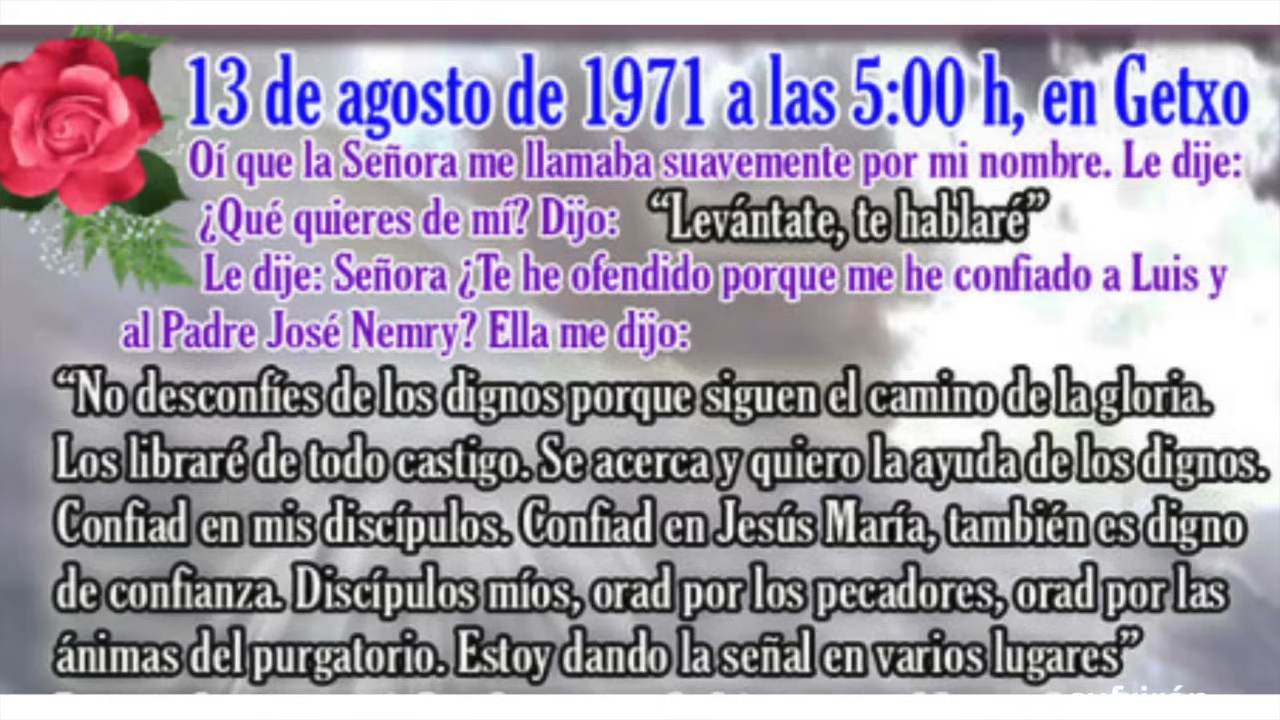 13 de agosto de 1971 a las 5:00 h, en Getxo
Oí que la Señora me llamaba suavemente por mi nombre. Le dije:
¿Qué quieres de mí? Dijo: “Levántate, te hablaré”
Le dije: Señora ¿Te he ofendido porque me he confiado a Luis y
al Padre José Nemry? Ella me dijo:
“No desconfíes de los dignos porque siguen el camino de la gloria.
Los libraré de todo castigo. Se acerca y quiero la ayuda de los dignos.
Confiad en mis discípulos. Confiad en Jesús María, también es digno
de confianza. Discípulos míos, orad por los pecadores, orad por las
ánimas del purgatorio. Estoy dando la señal en varios lugares”